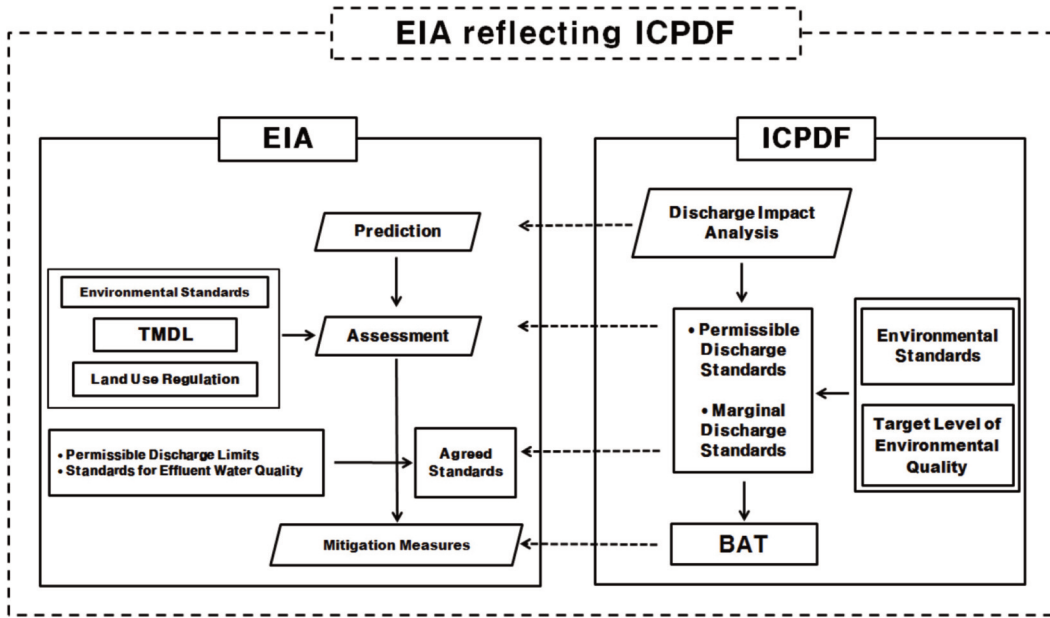 EIA reflecting ICPDF
EIA
Prediction
Environmental Standards
TMDL
Land Use Regulation
Assessment
• Permissible Discharge Limits
• Standards for Effluent Water Quality
Agreed
Standards
Mitigation Measures
ICPDF
Discharge Impact
Analysis
• Permissible
Discharge
Standards
• Marginal
Discharge
Standards
Environmental
Standards
Target Level of
Environmental
Quality
BAT